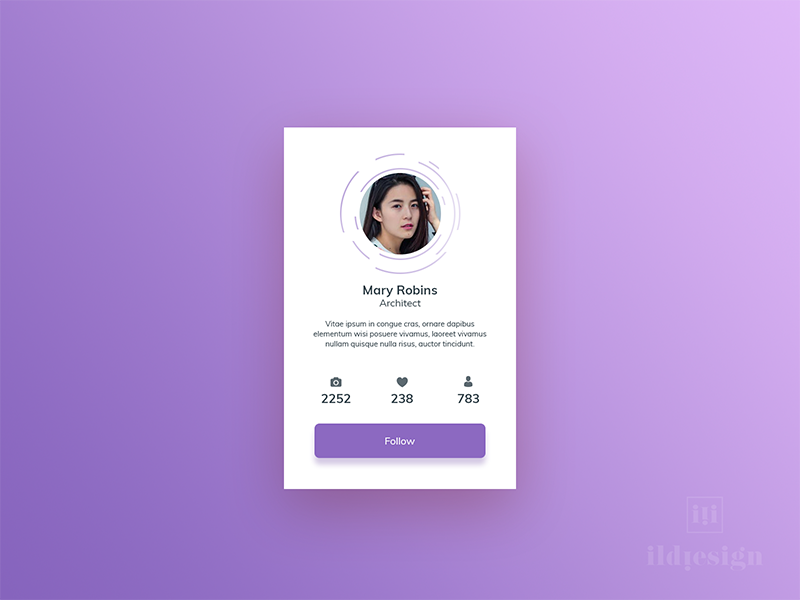 Mary Robins
Architect
Vitae ipsum in congue cras, ornare dapibus
elementum wisi posuere vivamus, laoreet vivamus
nullam quisque nulla risus, auctor tincidunt.
2252 238 783
Follow
ildiesign